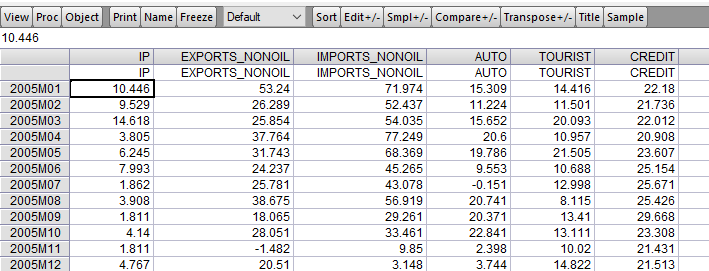 View Proc Object Print Name Freeze Default Sort Edit+/- Smpl+/- Compare+/- Transpose+/- Title Sample
10.446
IP EXPORTS_NONOIL IMPORTS_NONOIL AUTO TOURIST CREDIT
IP EXPORTS_NONOIL IMPORTS_NONOIL AUTO TOURIST CREDIT
2005M01 10.446 53.24 71.974 15.309 14.416 22.18
2005M02 9.529 26.289 52.437 11.224 11.501 21.736
2005M03 14.618 25.854 54.035 15.652 20.093 22.012
2005M04 3.805 37.764 77.249 20.6 10.957 20.908
2005M05 6.245 31.743 68.369 19.786 21.505 23.607
2005M06 7.993 24.237 45.265 9.553 10.688 25.154
2005M07 1.862 25.781 43.078 -0.151 12.998 25.671
2005M08 3.908 38.675 56.919 20.741 8.115 25.426
2005M09 1.811 18.065 29.261 20.371 13.41 29.668
2005M10 4.14 28.051 33.461 22.841 13.111 23.308
2005M11 1.811 -1.482 9.85 2.398 10.02 21.431
2005M12 4.767 20.51 3.148 3.744 14.822 21.513